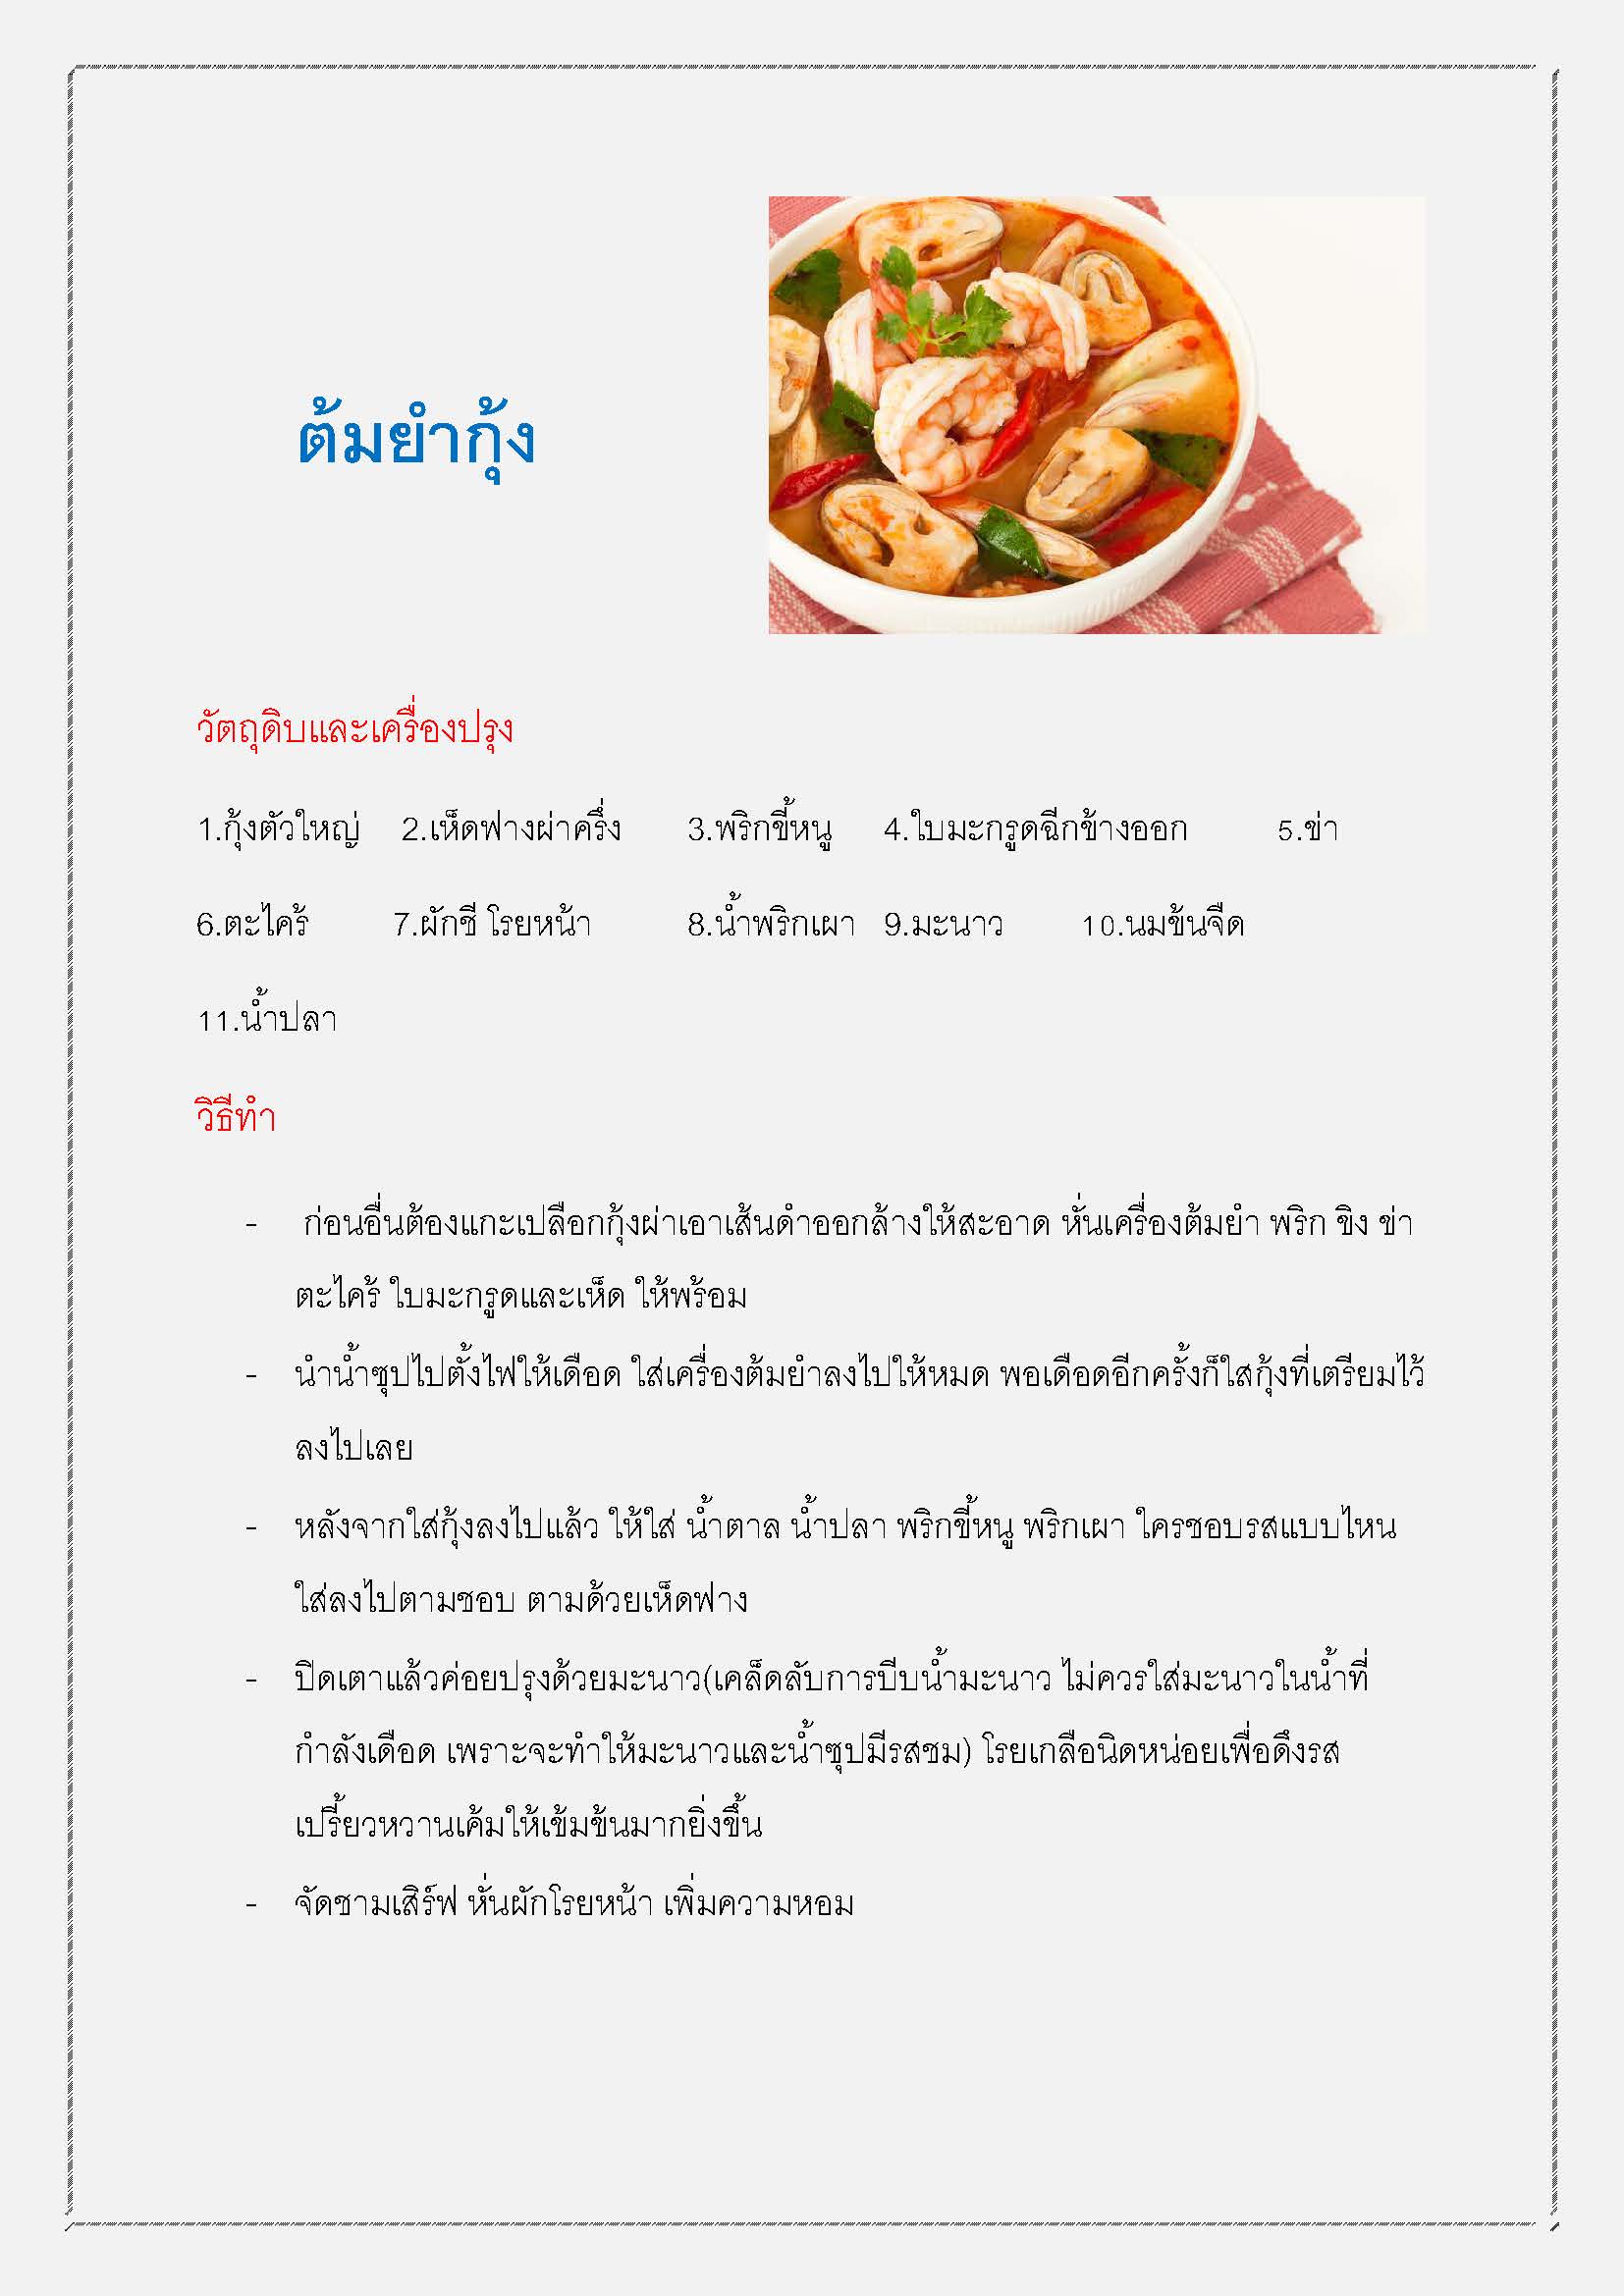 ต้มยำกุ้ง
วัตถุดิบและเครื่องปรุง
1.กุ้งตัวใหญ่ 2.เห็ดฟางผ่าครึ่ง 3.พริกขี้หนู 4.ใบมะกรูดฉีกข้างออก 5.ข่า
6.ตะไคร้ 7.ผักชี โรยหน้า 8.น้ำพริกเผา 9.มะนาว 10.นมข้นจืด
11.น้ำปลา
วิธีทำ
- ก่อนอื่นต้องแกะเปลือกกุ้งผ่าเอาเส้นดำออกล้างให้สะอาด หั่นเครื่องต้มยำ พริก ขิง ข่า
ตะไคร้ ใบมะกรูดและเห็ด ให้พร้อม
- นำน้ำซุปไปตั้งไฟให้เดือด ใส่เครื่องต้มยำลงไปให้หมด พอเดือดอีกครั้งก็ใสกุ้งที่เตรียมไว้
ลงไปเลย
- หลังจากใส่กุ้งลงไปแล้ว ให้ใส่ น้ำตาล น้ำปลา พริกขี้หนู พริกเผา ใครชอบรสแบบไหน
ใส่ลงไปตามชอบ ตามด้วยเห็ดฟาง
- ปิดเตาแล้วค่อยปรุงด้วยมะนาว(เคล็ดลับการบีบน้ำมะนาว ไม่ควรใส่มะนาวในน้ำที่
กำลังเดือด เพราะจะทำให้มะนาวและน้ำซุปมีรสชม) โรยเกลือนิดหน่อยเพื่อดึงรส
เปรี้ยวหวานเค้มให้เข้มข้นมากยิ่งขึ้น
- จัดชามเสิร์ฟ หั่นผักโรยหน้า เพิ่มความหอม